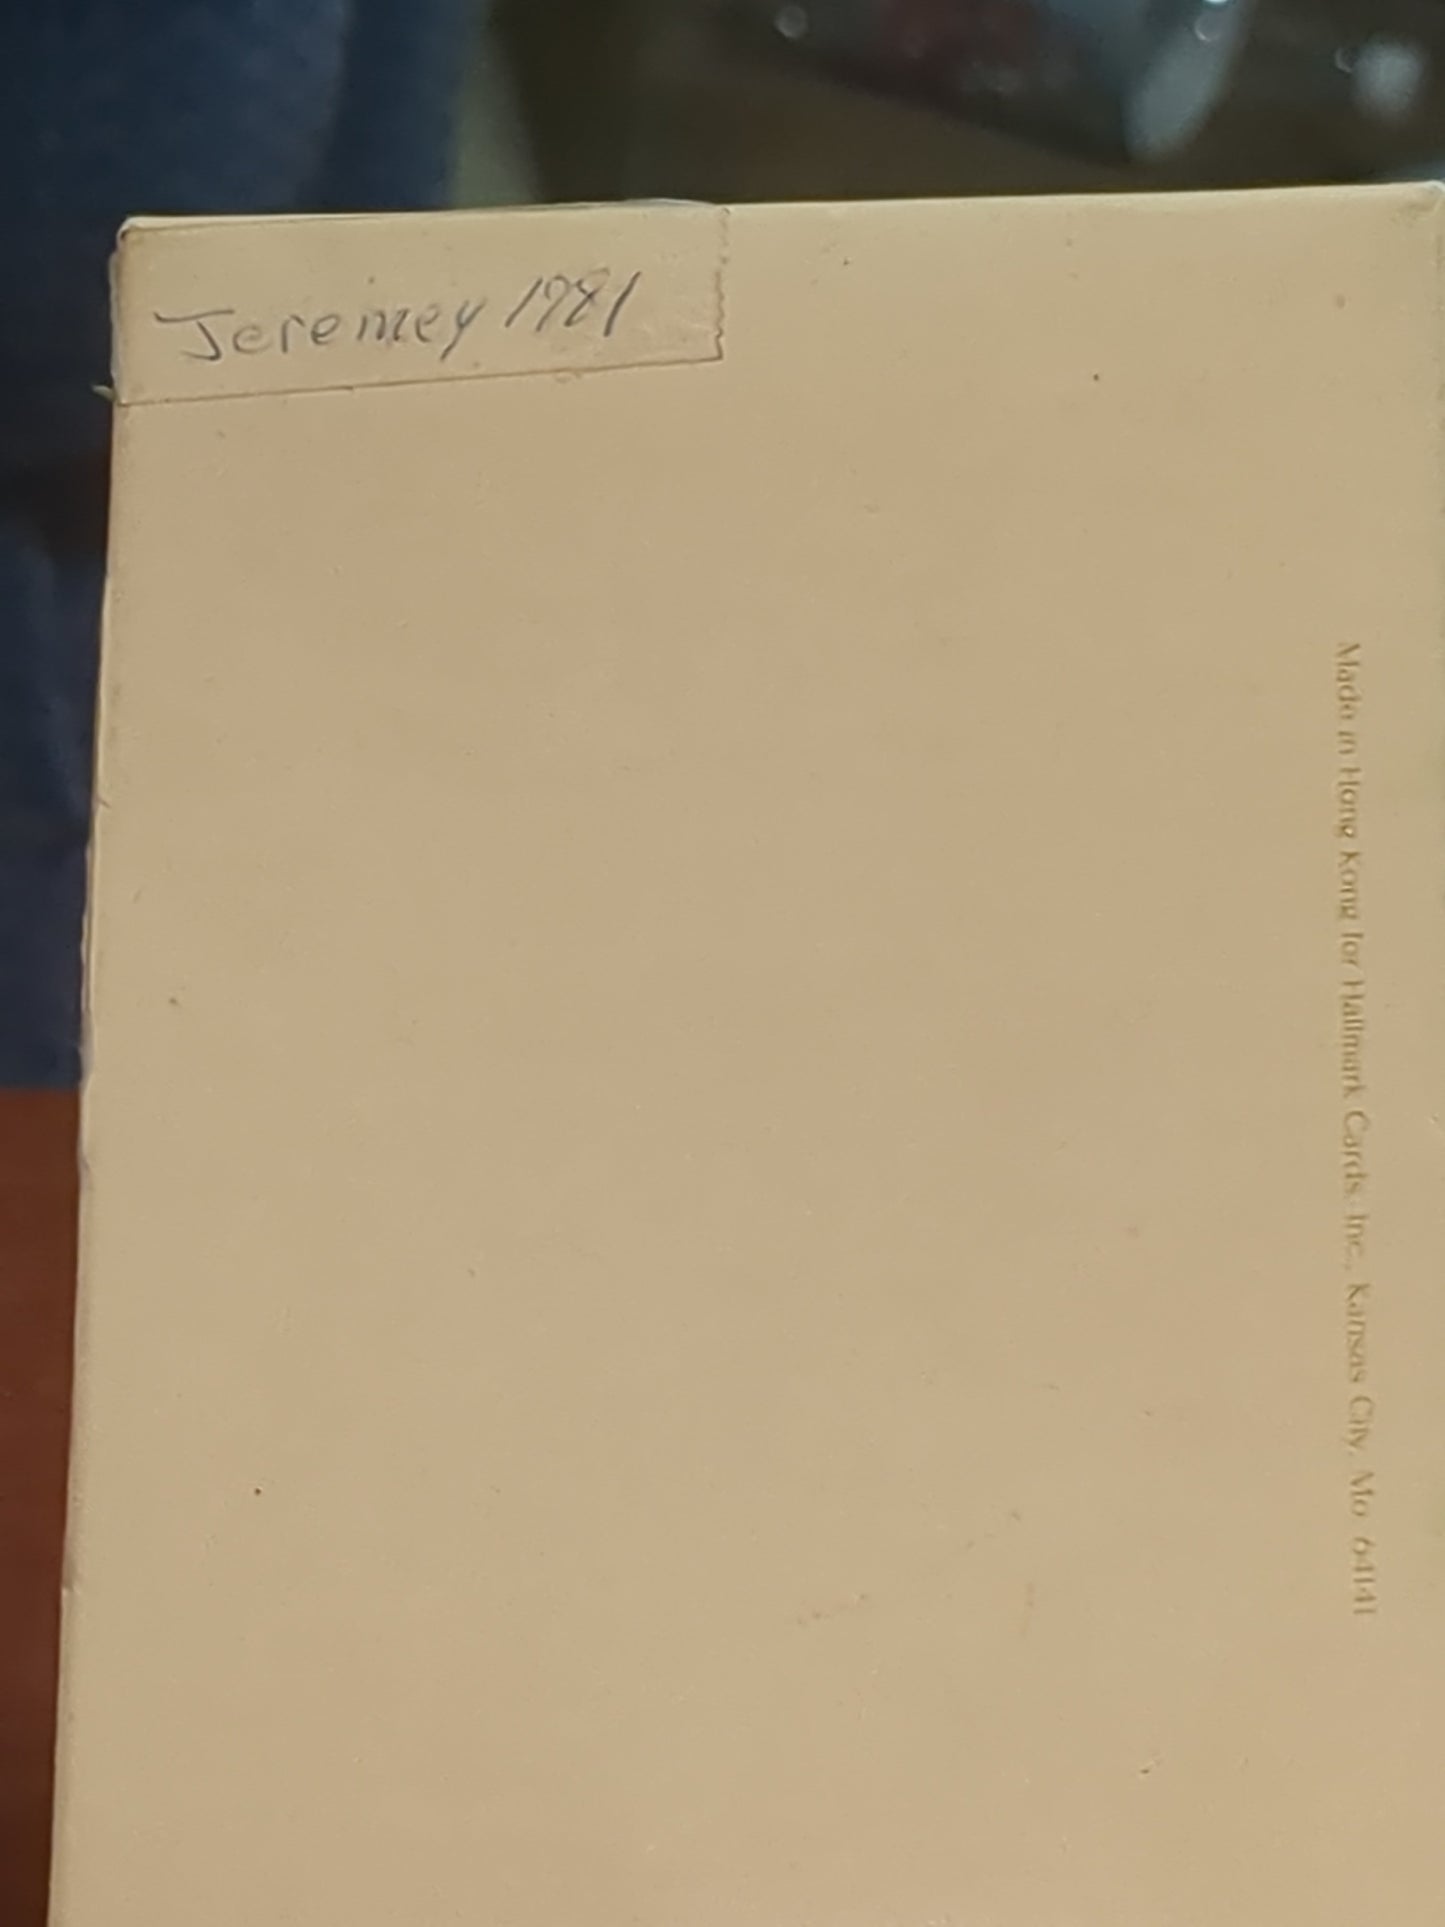 Jeremey 1981
Made in Hong Kong for Hallmark Cards, Inc., Kansas City, Mo 64141